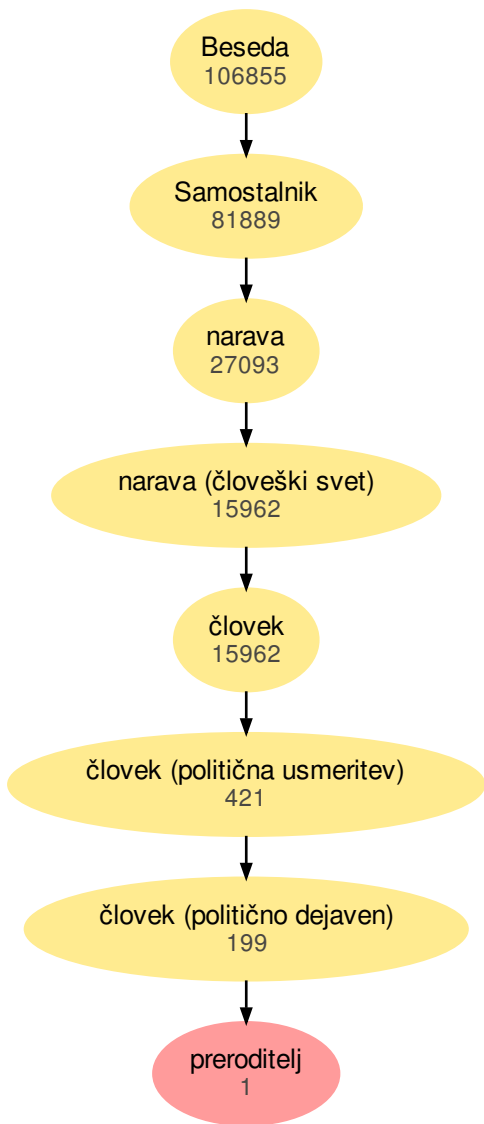 Beseda
106855
Samostalnik
81889
narava
27093
narava (človeški svet)
15962
človek
15962
človek (politična usmeritev)
421
človek (politično dejaven)
199
preroditelj
1